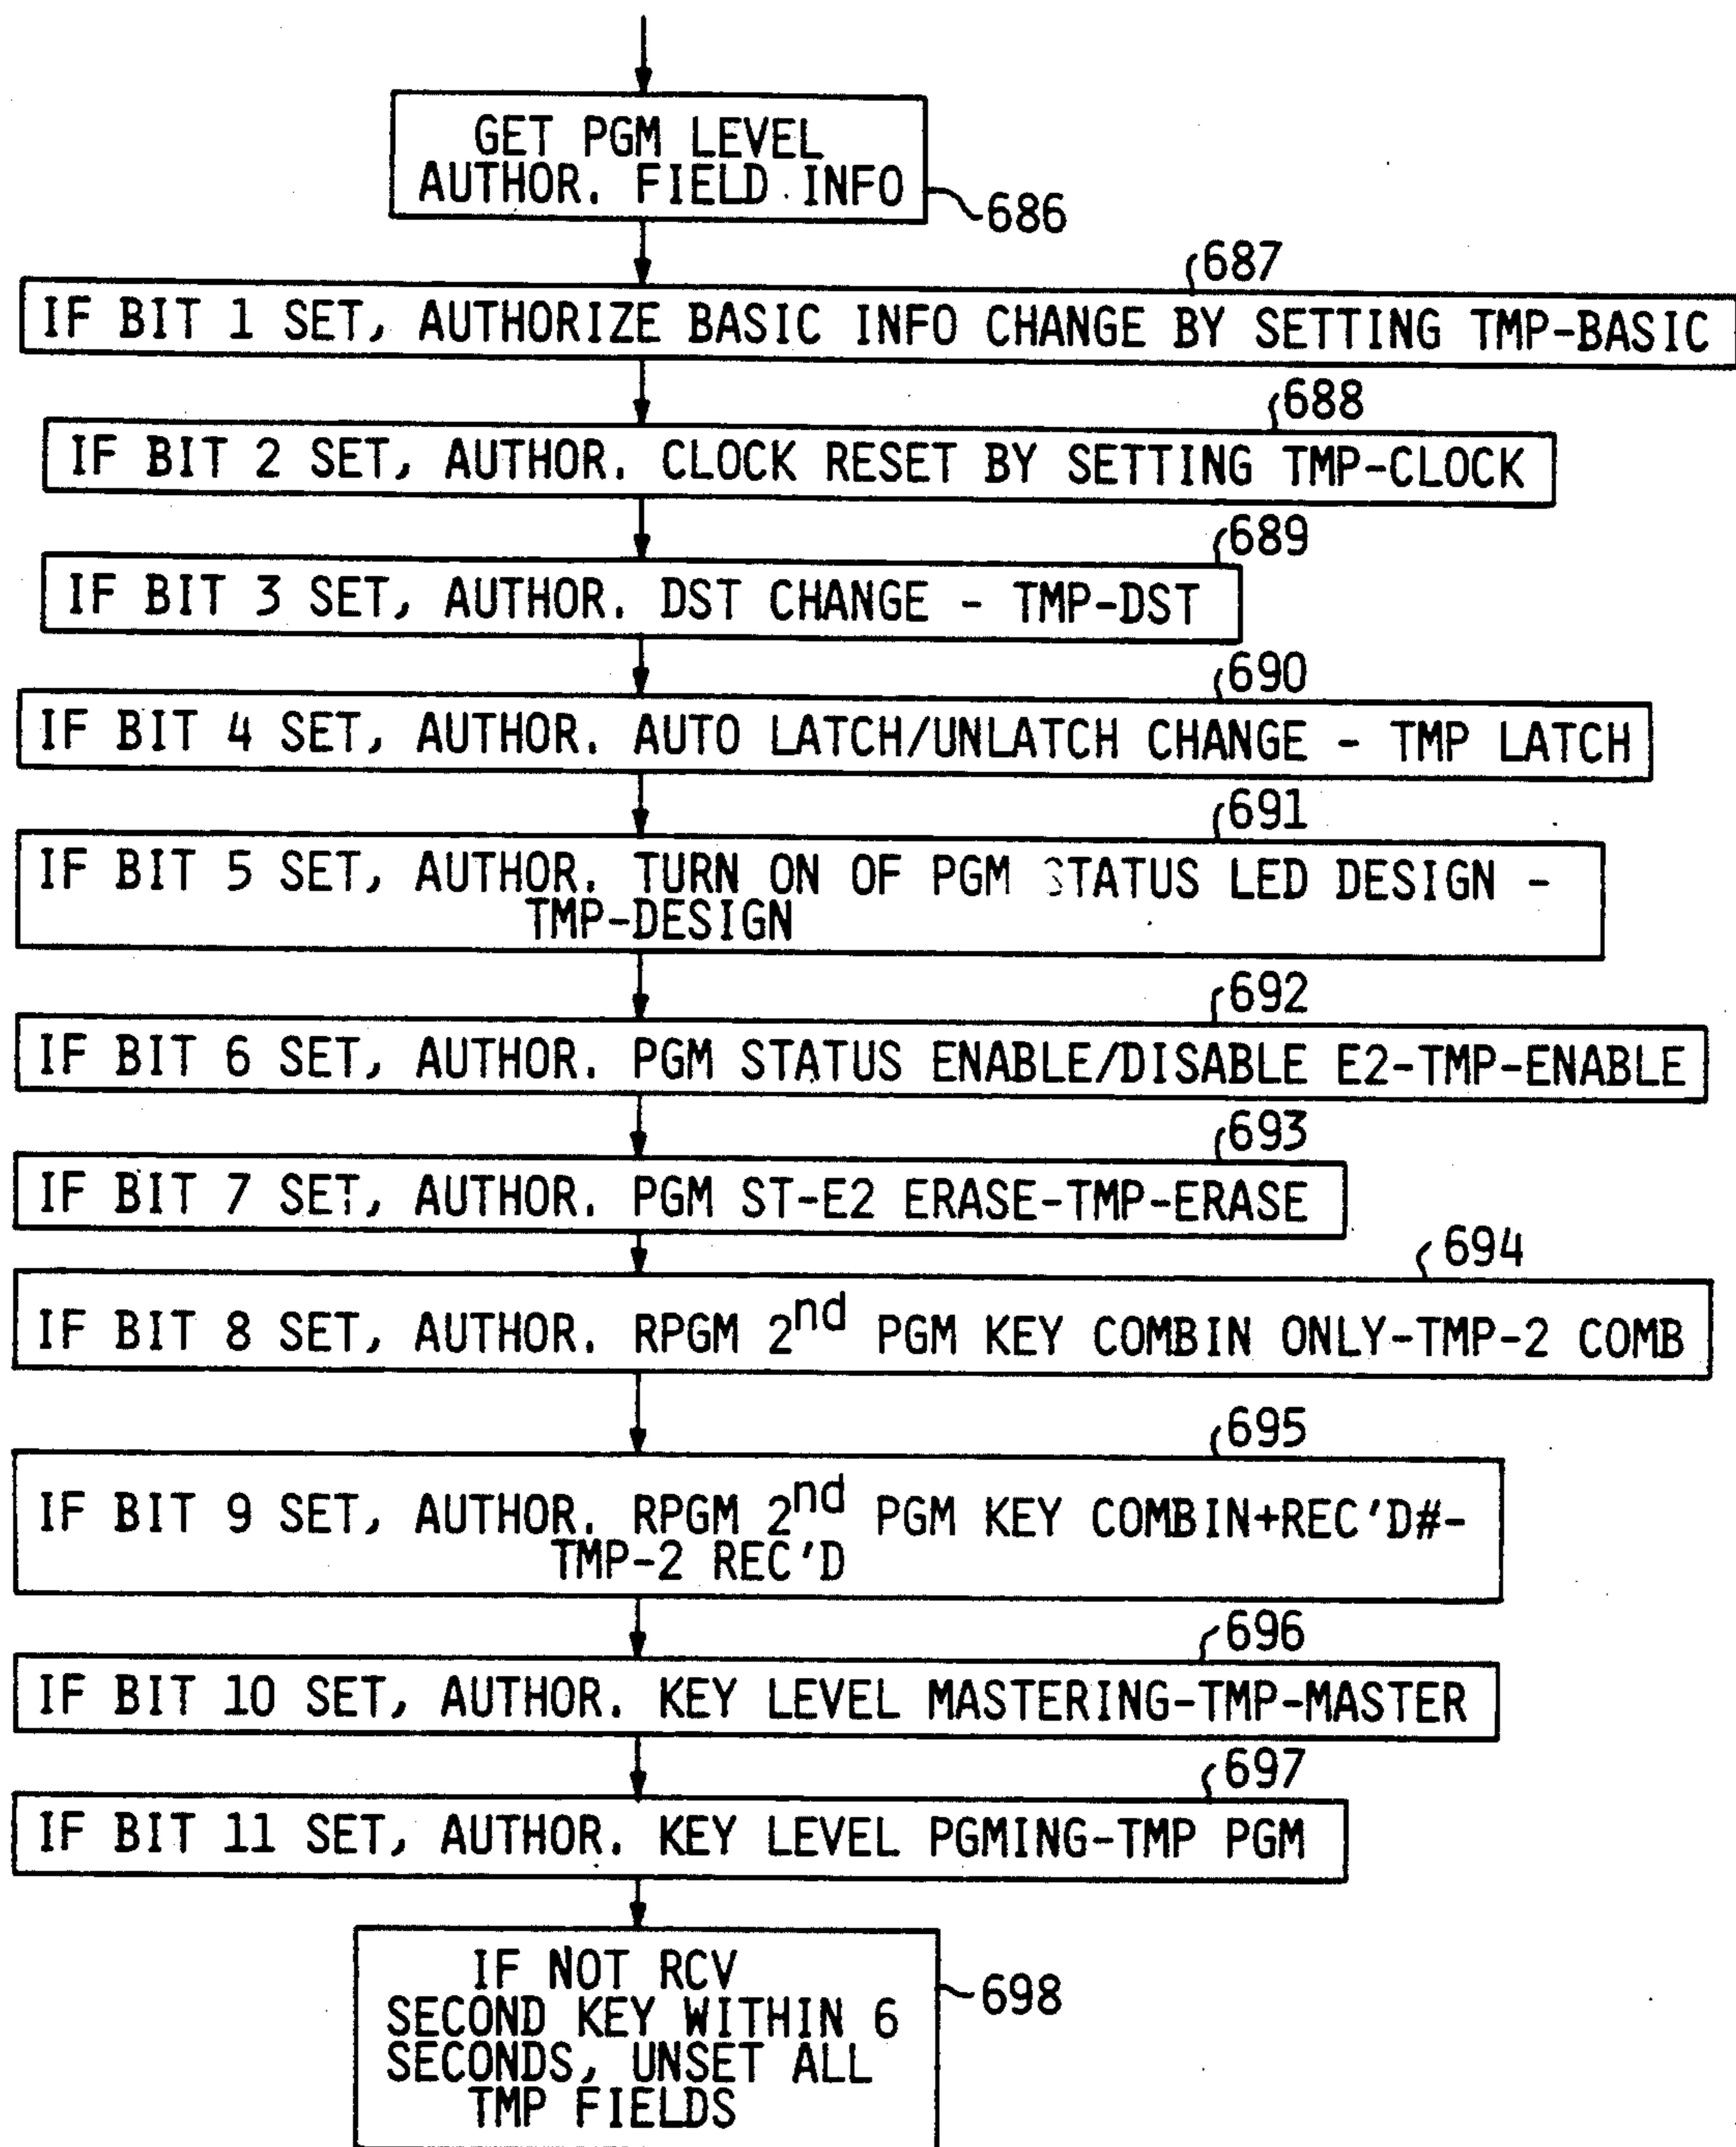 GET PGM LEVEL
AUTHOR. FIELD INFO
686
687
IF BIT 1 SET, AUTHORIZE BASIC INFO CHANGE BY SETTING TMP-BASIC
688
IF BIT 2 SET, AUTHOR. CLOCK RESET BY SETTING TMP-CLOCK
689
IF BIT 3 SET, AUTHOR. DST CHANGE - TMP-DST
690
IF BIT 4 SET, AUTHOR. AUTO LATCH/UNLATCH CHANGE - TMP LATCH
691
IF BIT 5 SET, AUTHOR. TURN ON OF PGM STATUS LED DESIGN -
TMP-DESIGN
692
IF BIT 6 SET, AUTHOR. PGM STATUS ENABLE/DISABLE E2-TMP-ENABLE
693
IF BIT 7 SET, AUTHOR. PGM ST-E2 ERASE-TMP-ERASE
694
IF BIT 8 SET, AUTHOR. RPGM 2nd PGM KEY COMBIN ONLY-TMP-2 COMB
695
IF BIT 9 SET, AUTHOR. RPGM 2nd PGM KEY COMBIN+REC'D#-
TMP-2 REC'D
696
IF BIT 10 SET, AUTHOR. KEY LEVEL MASTERING-TMP-MASTER
697
IF BIT 11 SET, AUTHOR. KEY LEVEL PGMING-TMP PGM
IF NOT RCV
SECOND KEY WITHIN 6
SECONDS, UNSET ALL
TMP FIELDS
698